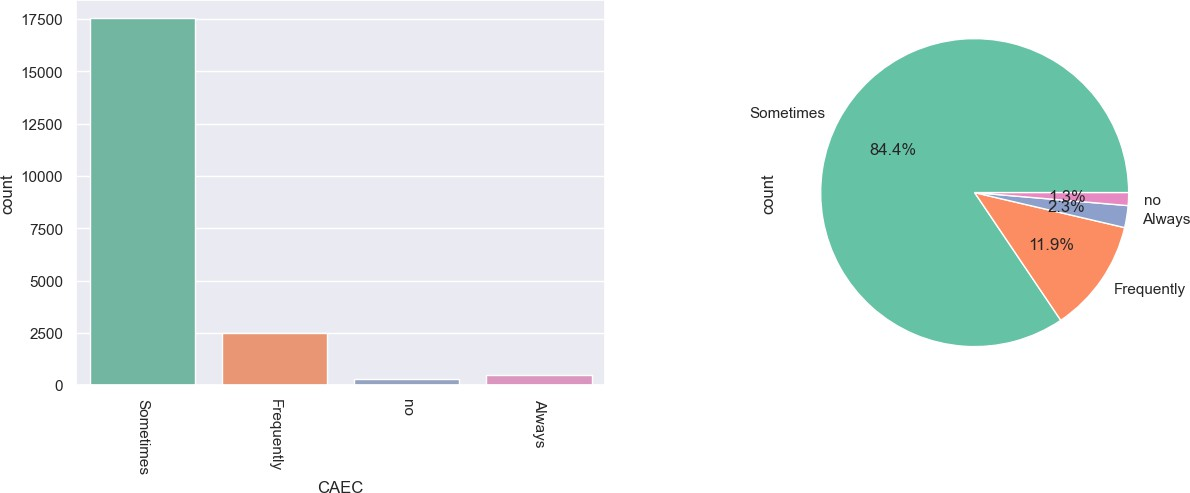 17500
15000
12500
10000
7500
5000
2500
0
count
Sometimes
Frequently
no
Always
CAEC
count
Sometimes
84.4%
1.3%
no
2.3%
Always
11.9%
Frequently